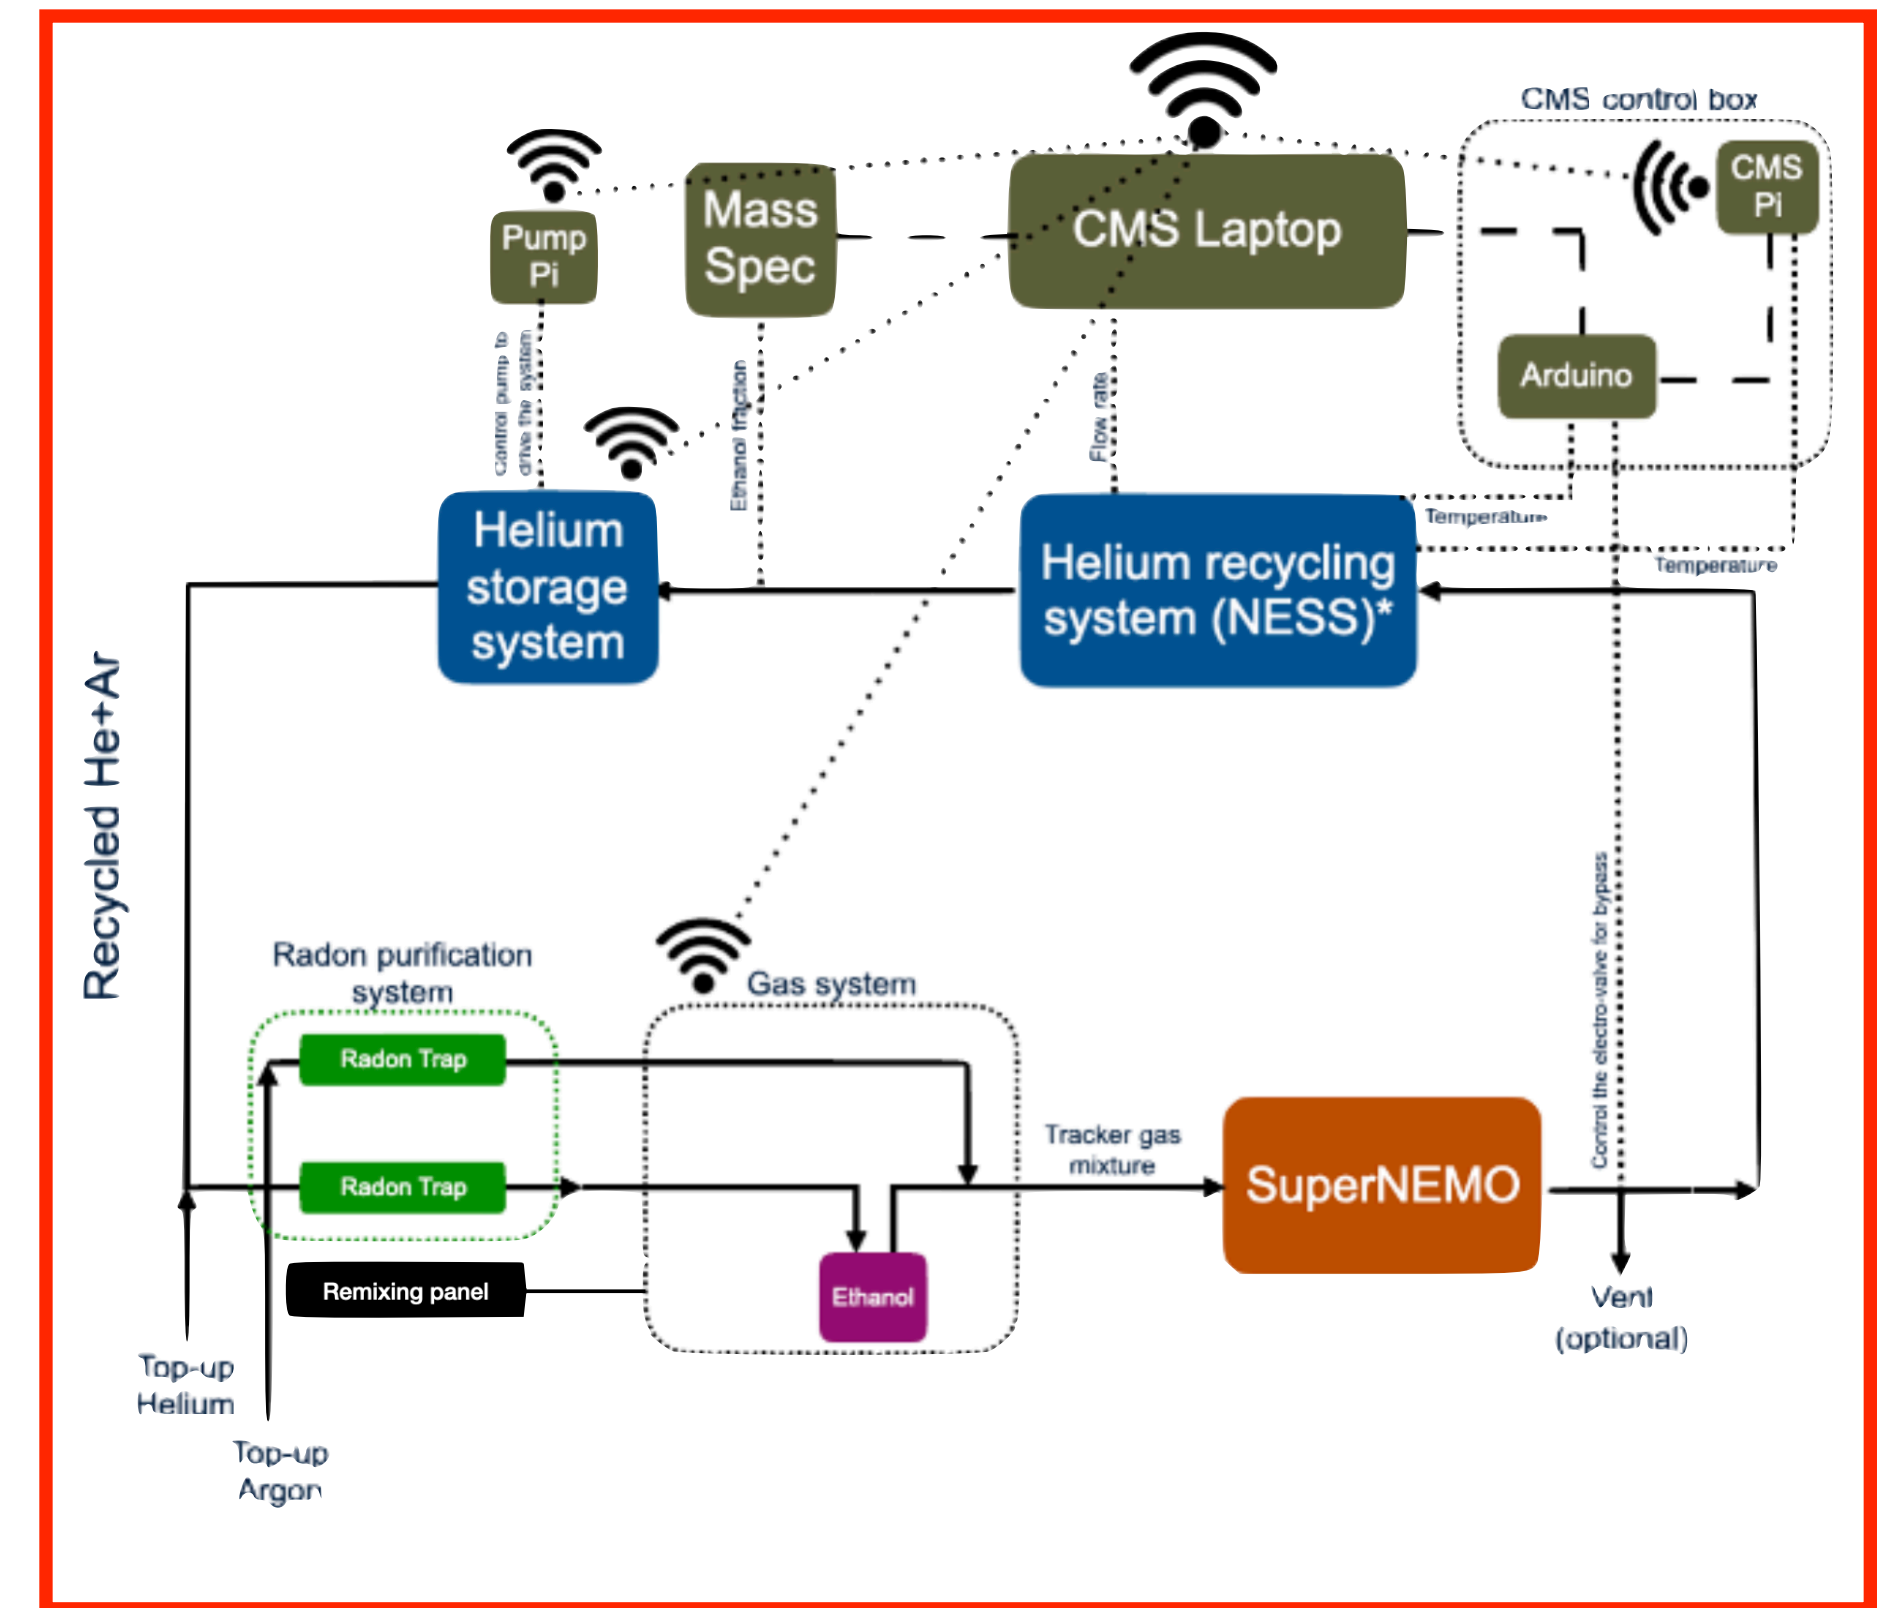 CMS control box
CMS
Pi
Mass
Spec
CMS Laptop
Pump
Pi
Arduino
Control pump to
drive the system
Ethanol fraction
Flow rate
Temperature
Temperature
Helium
storage
system
Helium recycling
system (NESS)*
Recycled He+Ar
Control the electro-valve for bypass
Radon purification
system
Gas system
Radon Trap
Radon Trap
Tracker gas
mixture
SuperNEMO
Remixing panel
Ethanol
Vent
(optional)
Top-up
Helium
Top-up
Argon